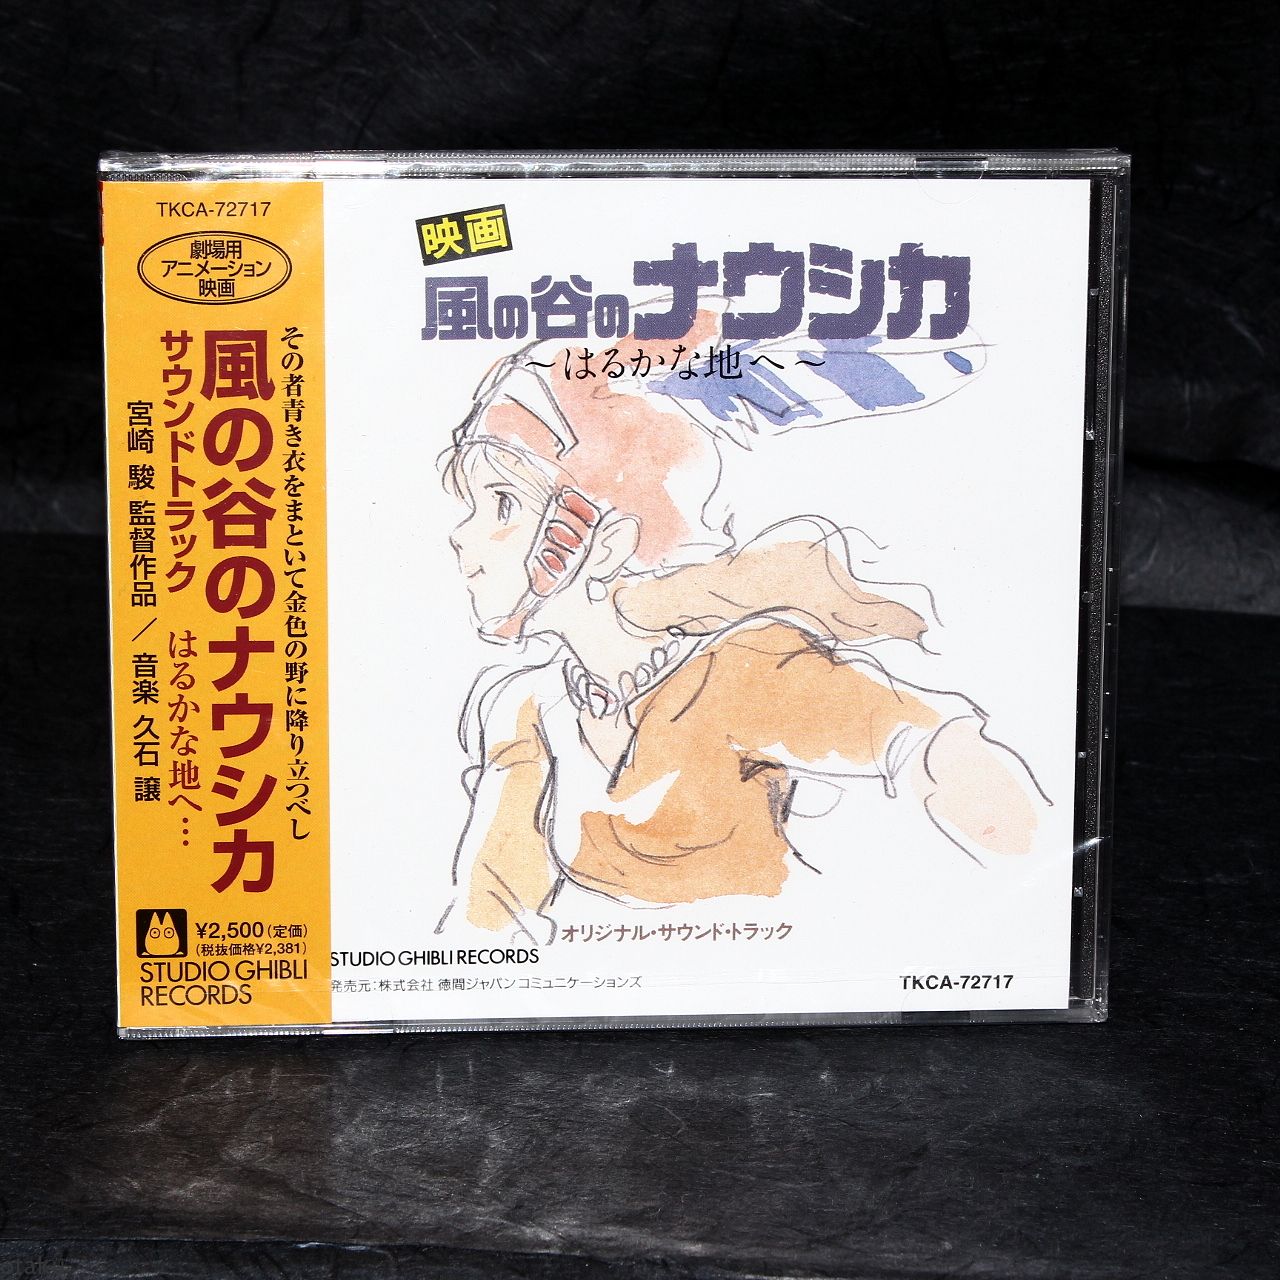 TKCA-72717
劇場用
アニメーション
映画
その者青き衣をまといて金色の野に降り立つべし
風の谷のナウシカ
サウンドトラック はるかな地へ…
宮崎 駿 監督作品／音楽 久石 譲
¥2,500(定価)
(税抜価格¥2,381)
STUDIO GHIBLI
RECORDS
映画
風の谷のナウシカ
~はるかな地へ~
オリジナル・サウンド・トラック
STUDIO GHIBLI RECORDS
発売元:株式会社 徳間ジャパンコミュニケーションズ
TKCA-72717